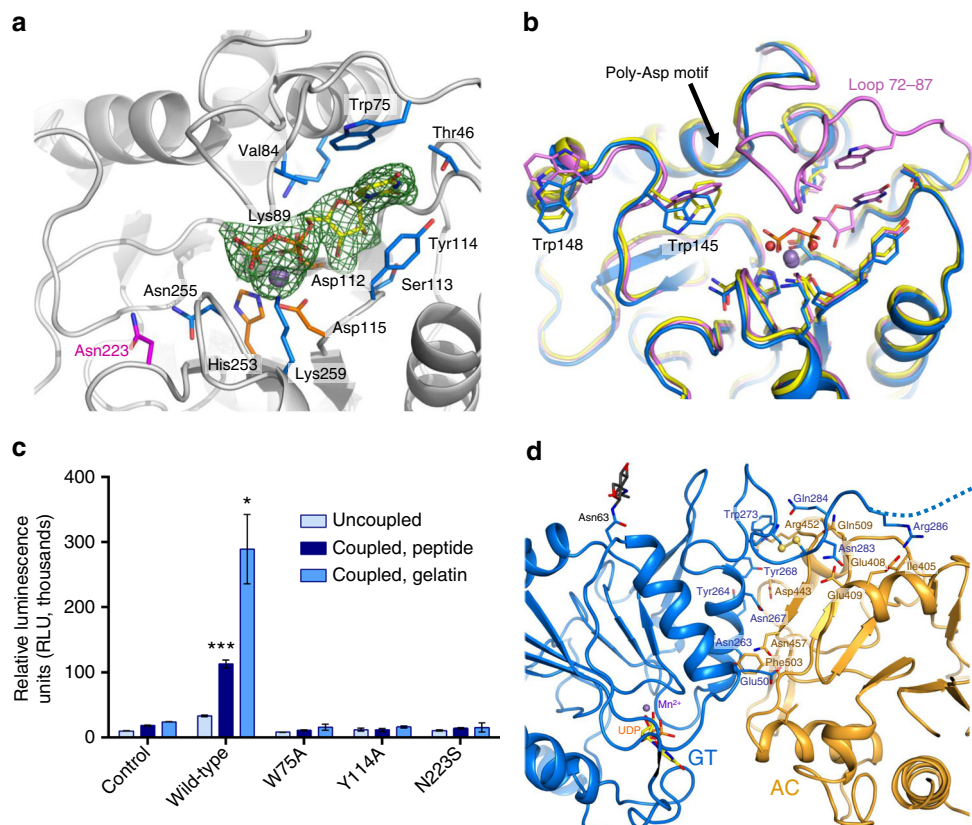 a
Trp75
Val84
Thr46
Lys89
Tyr114
Asp112
Ser113
Asn255
Asp115
Asn223
His253
Lys259
b
Poly-Asp motif
Loop 72–87
Trp148
Trp145
c
Relative luminescence
units (RLU, thousands)
400
300
200
100
0
Uncoupled
Coupled, peptide
Coupled, gelatin
***
*
Control
Wild-type
W75A
Y114A
N223S
d
Asn63
Gln284
Trp273
Arg452
Gln509
Arg286
Asn283
Tyr268
Glu408
Ile405
Tyr264
Asp443
Glu409
Asn267
Asn263
Asn457
Phe503
Glu50
Mn2+
UDP
GT
AC